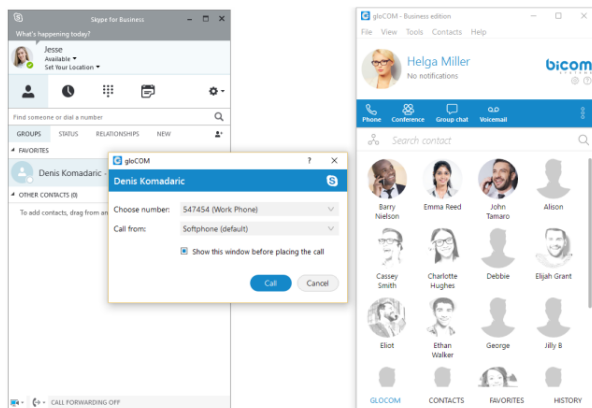 Skype for Business
What's happening today?
Jesse
Available
Set Your Location
Find someone or dial a number
GROUPS STATUS RELATIONSHIPS NEW
FAVORITES
Denis Komadaric -
OTHER CONTACTS (0)
To add contacts, drag from an
CALL FORWARDING OFF
gloCOM
Denis Komadaric
Choose number: 547454 (Work Phone)
Call from: Softphone (default)
Show this window before placing the call
Call Cancel
gloCOM - Business edition
File View Tools Contacts Help
Helga Miller
No notifications
bicom
SYSTEMS
Phone Conference Group chat Voicemail
Search contact
Barry Nielson
Emma Reed
John Tamaro
Alison
Cassey Smith
Charlotte Hughes
Debbie
Elijah Grant
Eliot
Ethan Walker
George
Jilly B
GLOCOM CONTACTS FAVORITES HISTORY